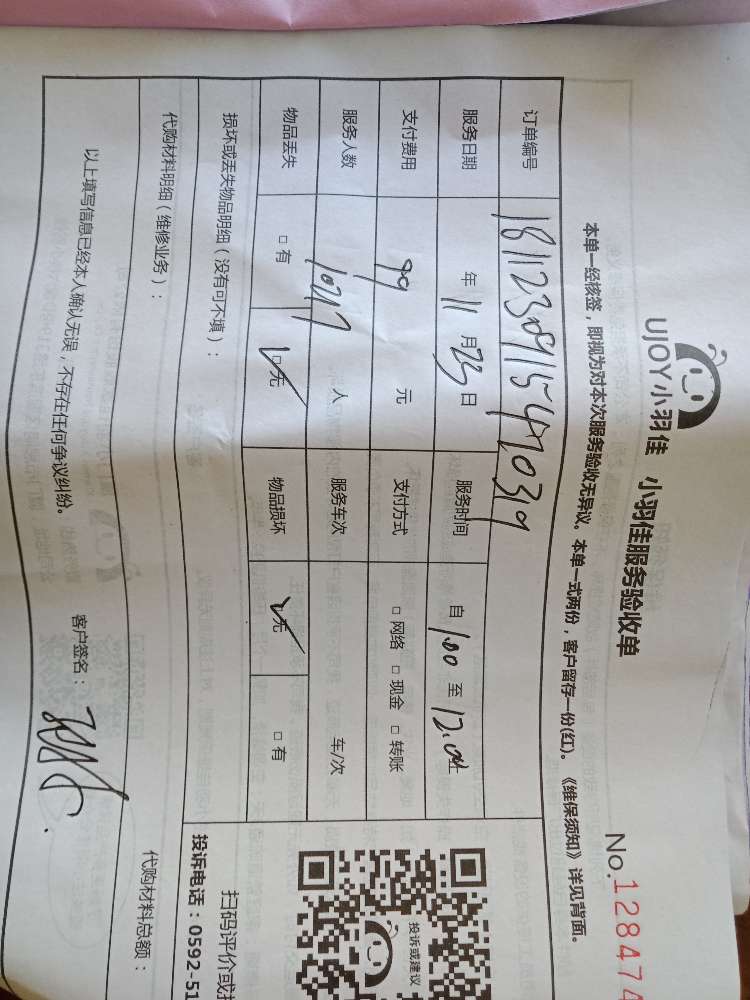 UJOY小羽佳 小羽佳服务验收单
No.128474
本单一经核签，即视为对本次服务验收无异议。本单一式两份，客户留存一份(红)。《维保须知》详见背面。
订单编号 18112309115420319
服务日期 年 11 月 23 日 服务时间 自 1.00 至
支付费用 99 元 支付方式 □ 网络 □ 现金 □ 转账
服务人数 10217 人 服务车次 车/次
物品丢失 □ 有 □ 无 物品损坏 □ 无 □ 有
损坏或丢失物品明细（没有可不填）：
代购材料明细（维修业务）：
代购材料总额：
以上填写信息已经本人确认无误，不存在任何争议纠纷。
客户签名：
投诉或建议
扫码评价或
投诉电话：0592-51